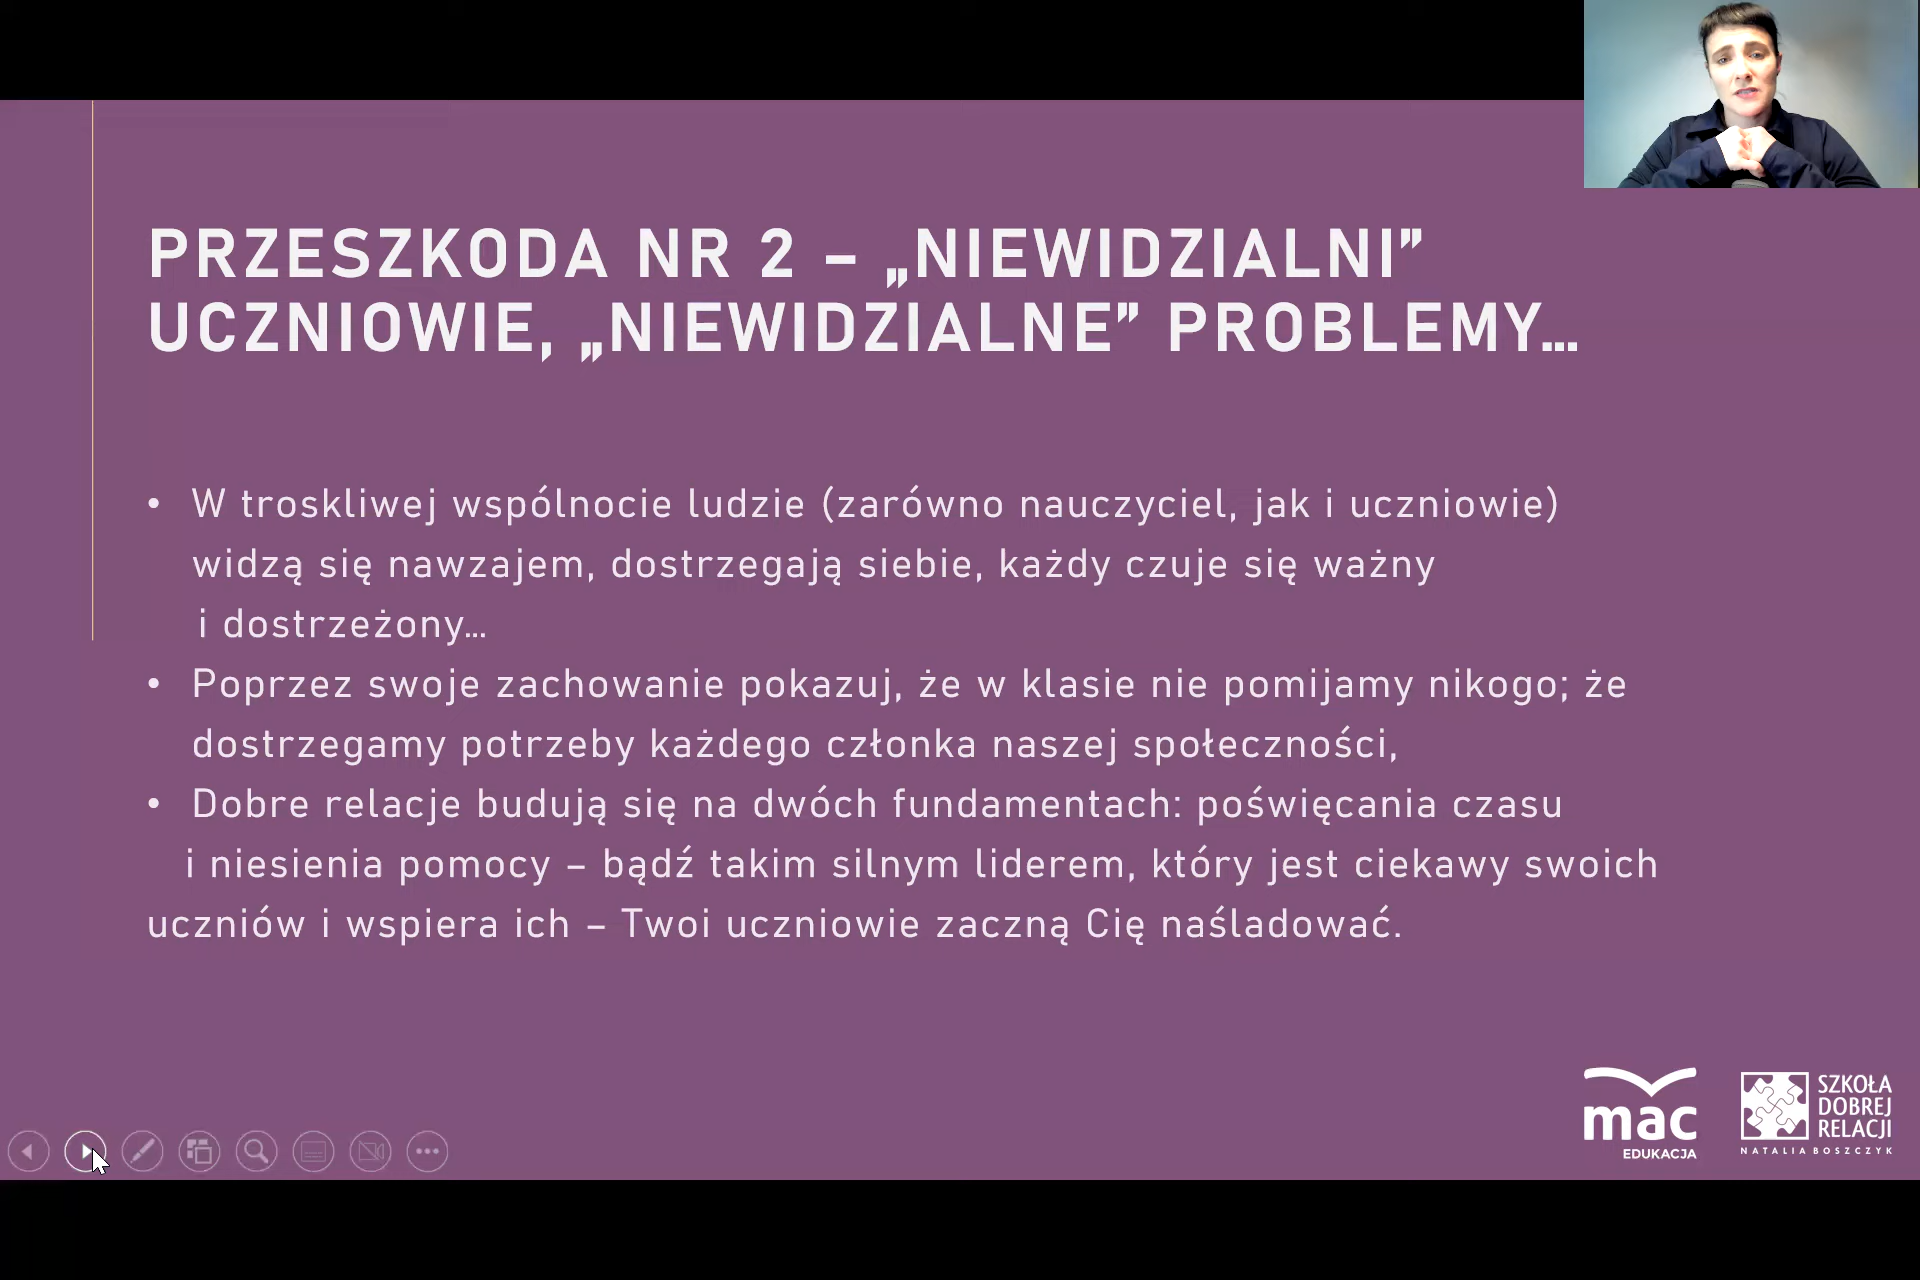 PRZESZKODA NR 2 – „NIEWIDZIALNI”
UCZNIOWIE, „NIEWIDZIALNE” PROBLEMY…
• W troskliwej wspólnocie ludzie (zarówno nauczyciel, jak i uczniowie)
widzą się nawzajem, dostrzegają siebie, każdy czuje się ważny
i dostrzeżony…
• Poprzez swoje zachowanie pokazuj, że w klasie nie pomijamy nikogo; że
dostrzegamy potrzeby każdego członka naszej społeczności,
• Dobre relacje budują się na dwóch fundamentach: poświęcania czasu
i niesienia pomocy – bądź takim silnym liderem, który jest ciekawy swoich
uczniów i wspiera ich – Twoi uczniowie zaczną Cię naśladować.
mac
EDUKACJA
SZKOŁA
DOBREJ
RELACJI
NATALIA BOSZCZYK